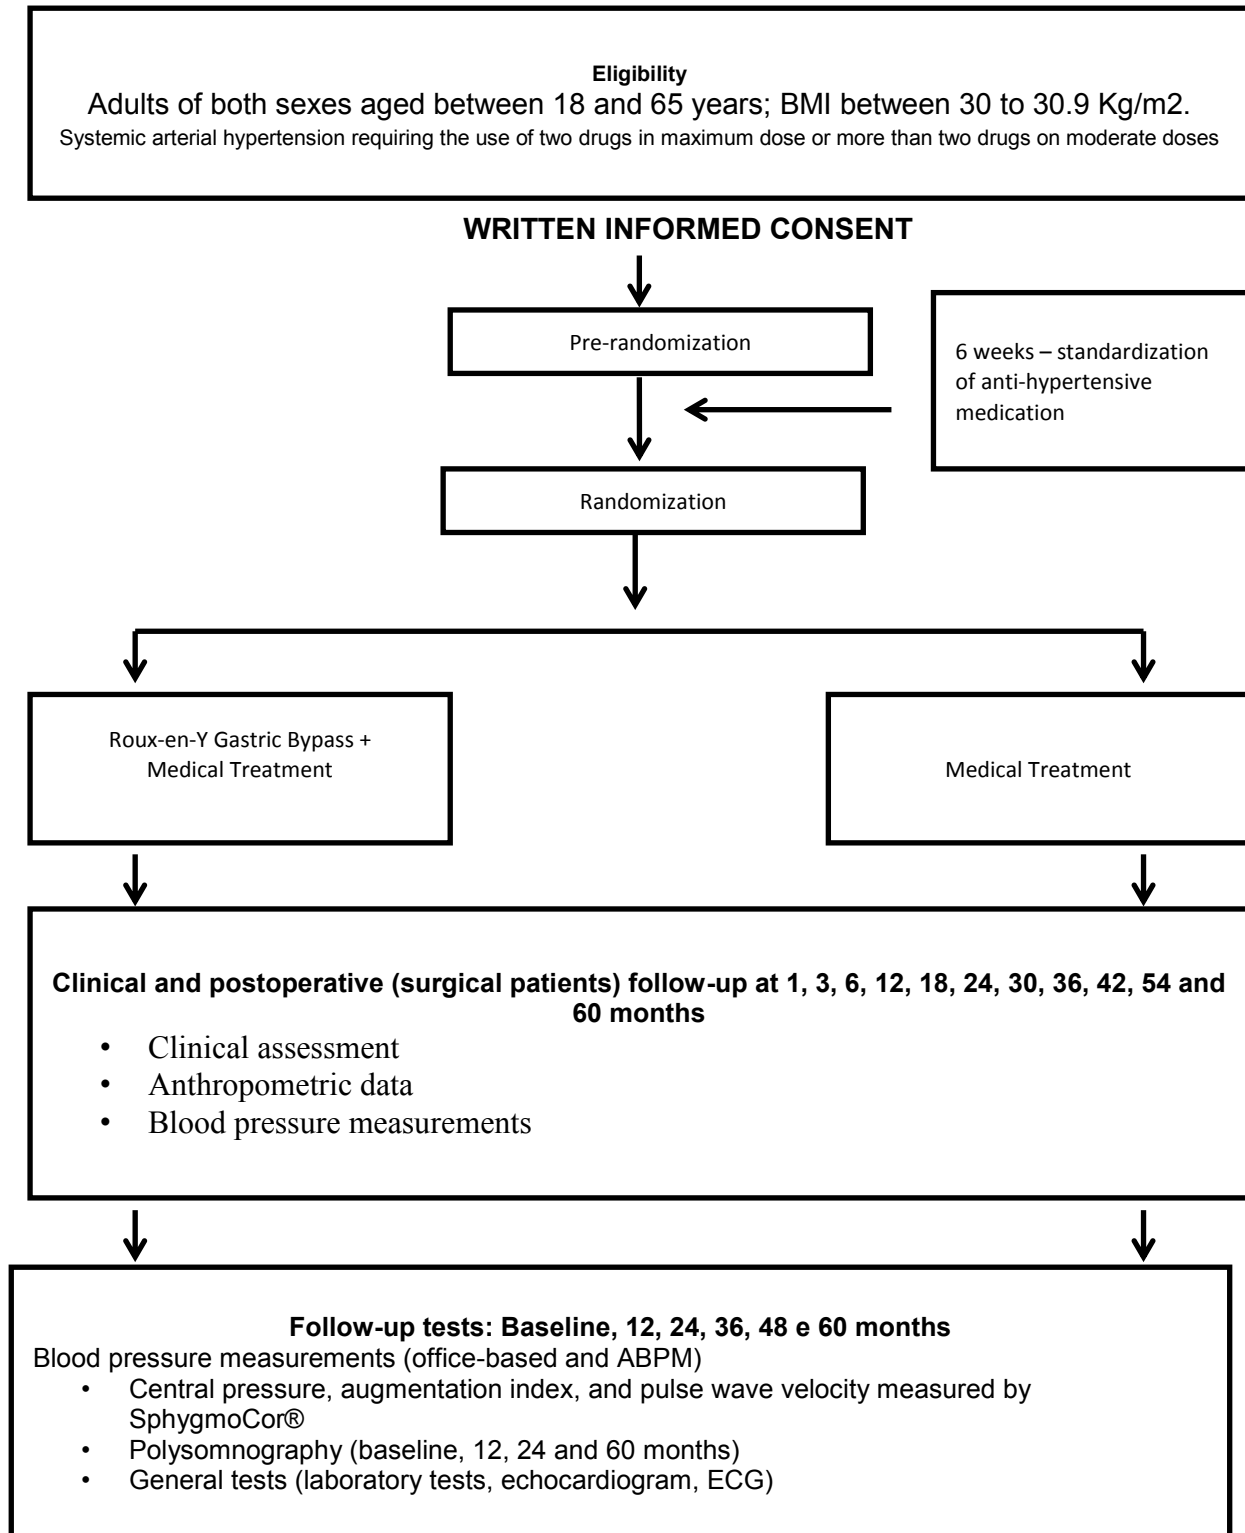 Eligibility
Adults of both sexes aged between 18 and 65 years; BMI between 30 to 30.9 Kg/m2.
Systemic arterial hypertension requiring the use of two drugs in maximum dose or more than two drugs on moderate doses
WRITTEN INFORMED CONSENT
Pre-randomization
6 weeks – standardization
of anti-hypertensive
medication
Randomization
Roux-en-Y Gastric Bypass +
Medical Treatment
Medical Treatment
Clinical and postoperative (surgical patients) follow-up at 1, 3, 6, 12, 18, 24, 30, 36, 42, 54 and
60 months
• Clinical assessment
• Anthropometric data
• Blood pressure measurements
Follow-up tests: Baseline, 12, 24, 36, 48 e 60 months
Blood pressure measurements (office-based and ABPM)
• Central pressure, augmentation index, and pulse wave velocity measured by
SphygmoCor®
• Polysomnography (baseline, 12, 24 and 60 months)
• General tests (laboratory tests, echocardiogram, ECG)